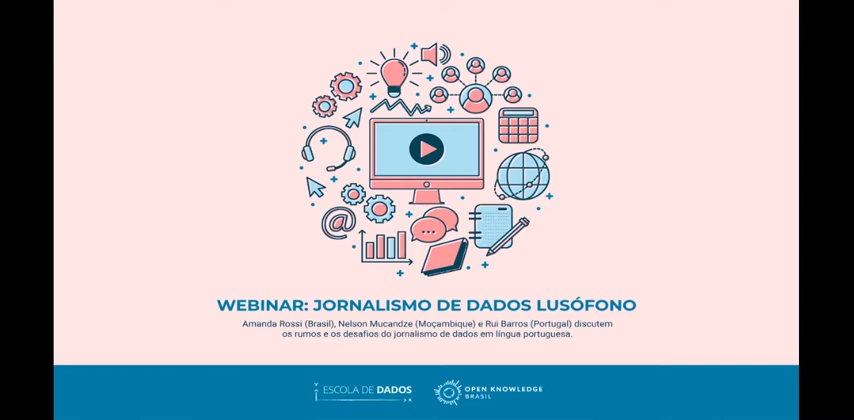 WEBINAR: JORNALISMO DE DADOS LUSÓFONO
Amanda Rossi (Brasil), Nelson Mucandze (Moçambique) e Rui Barros (Portugal) discutem
os rumos e os desafios do jornalismo de dados em língua portuguesa.
ESCOLA DE DADOS
OPEN KNOWLEDGE
BRASIL